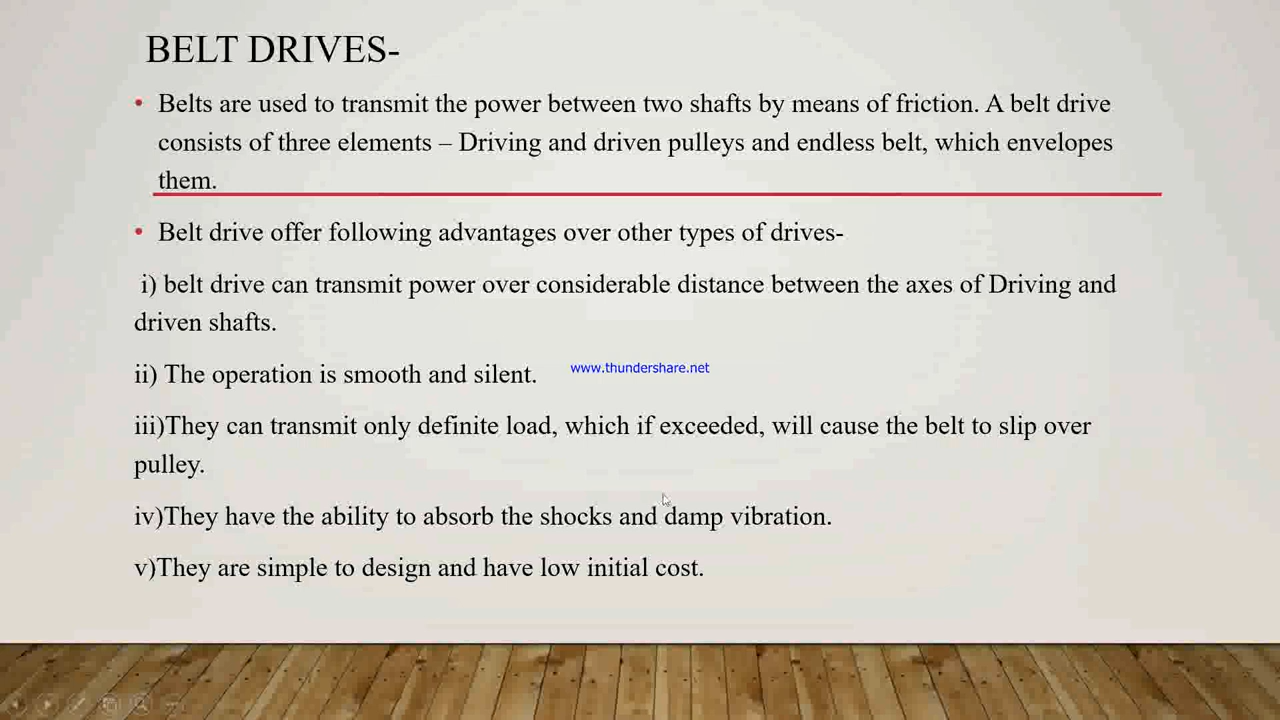 BELT DRIVES-
• Belts are used to transmit the power between two shafts by means of friction. A belt drive
consists of three elements – Driving and driven pulleys and endless belt, which envelopes
them.
• Belt drive offer following advantages over other types of drives-
i) belt drive can transmit power over considerable distance between the axes of Driving and
driven shafts.
ii) The operation is smooth and silent.
www.thundershare.net
iii)They can transmit only definite load, which if exceeded, will cause the belt to slip over
pulley.
iv)They have the ability to absorb the shocks and damp vibration.
v)They are simple to design and have low initial cost.